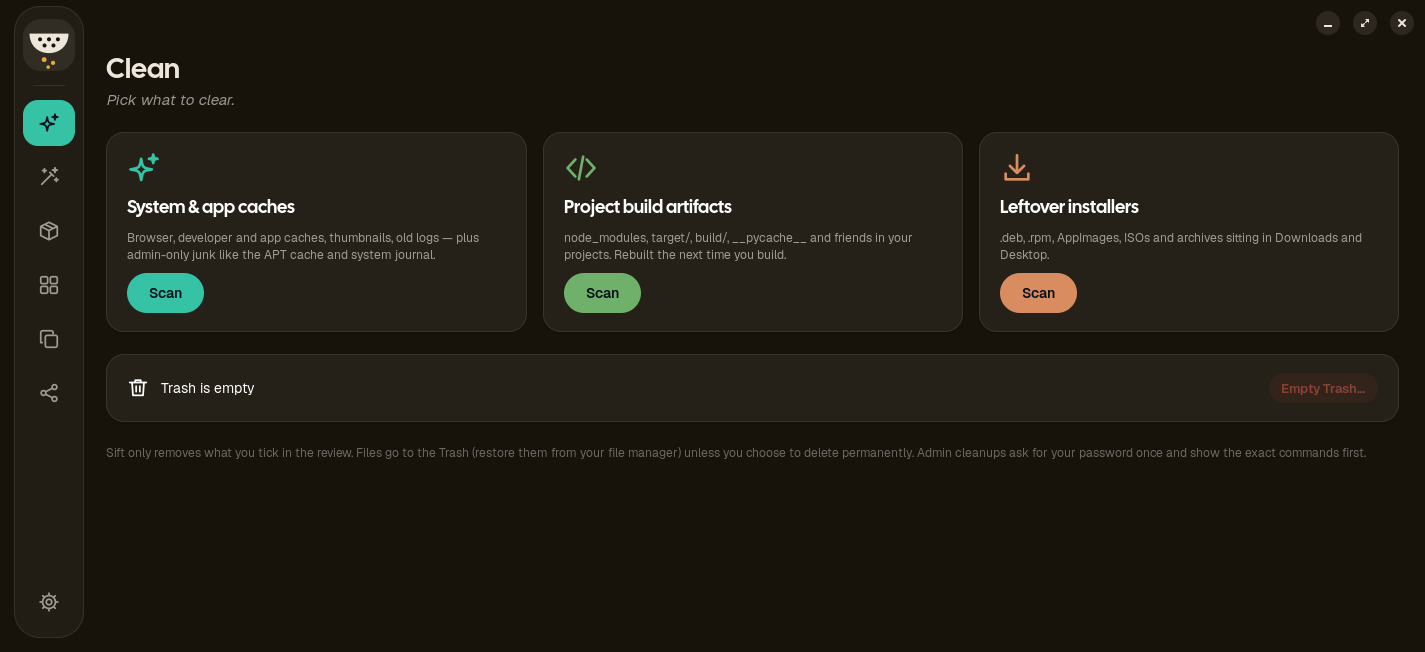 Clean
Pick what to clear.
System & app caches
Browser, developer and app caches, thumbnails, old logs — plus
admin-only junk like the APT cache and system journal.
Scan
Project build artifacts
node_modules, target/, build/, __pycache__ and friends in your
projects. Rebuilt the next time you build.
Scan
Leftover installers
.deb, .rpm, AppImages, ISOs and archives sitting in Downloads and
Desktop.
Scan
Trash is empty
Empty Trash...
Sift only removes what you tick in the review. Files go to the Trash (restore them from your file manager) unless you choose to delete permanently. Admin cleanups ask for your password once and show the exact commands first.